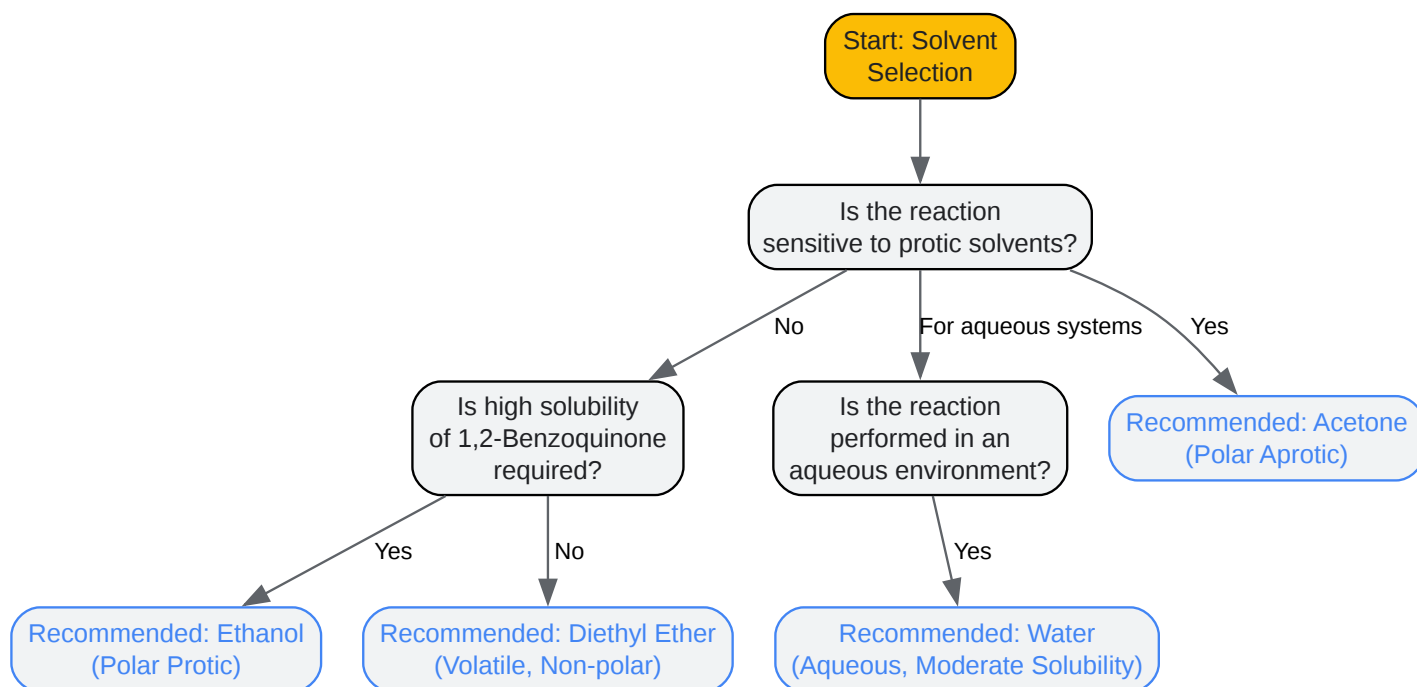 Start: Solvent
Selection
Is the reaction
sensitive to protic solvents?
No
For aqueous systems
Yes
Is high solubility
of 1,2-Benzoquinone
required?
Is the reaction
performed in an
aqueous environment?
Recommended: Acetone
(Polar Aprotic)
Yes
No
Yes
Recommended: Ethanol
(Polar Protic)
Recommended: Diethyl Ether
(Volatile, Non-polar)
Recommended: Water
(Aqueous, Moderate Solubility)